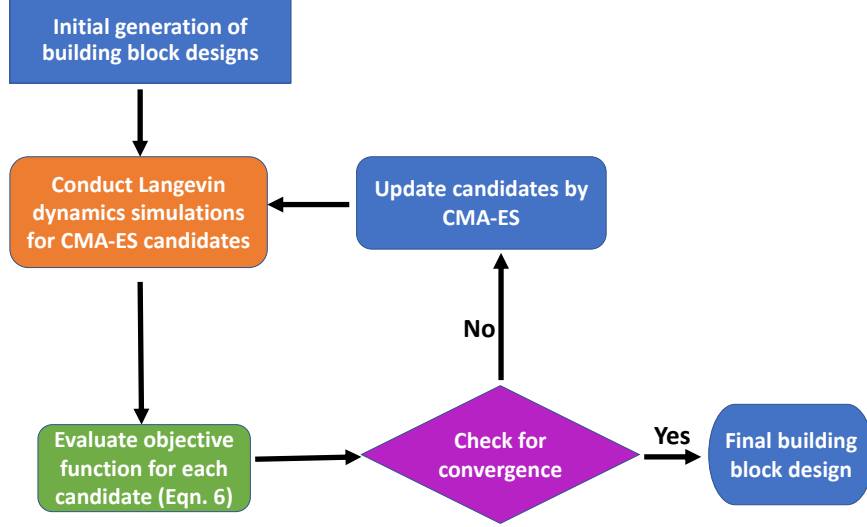 Initial generation of
building block designs
Conduct Langevin
dynamics simulations
for CMA-ES candidates
Update candidates by
CMA-ES
No
Evaluate objective
function for each
candidate (Eqn. 6)
Check for
convergence
Yes
Final building
block design